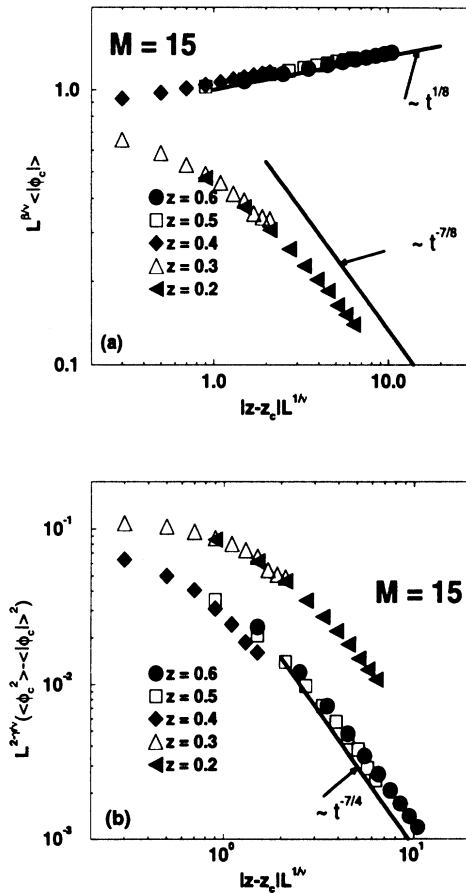 M = 15
1.0
~ t^{1/8}
L^{β/ν} <|ϕ_c|>
z = 0.6
z = 0.5
z = 0.4
z = 0.3
z = 0.2
~ t^{-7/8}
(a)
0.1
1.0 10.0
|z-z_c|L^{1/ν}
10^{-1}
M = 15
L^{2-γ/ν}(<ϕ_c^2>-<|ϕ_c|>^2)
10^{-2}
z = 0.6
z = 0.5
z = 0.4
z = 0.3
z = 0.2
~ t^{-7/4}
(b)
10^{-3}
10^0 10^1
|z-z_c|L^{1/ν}